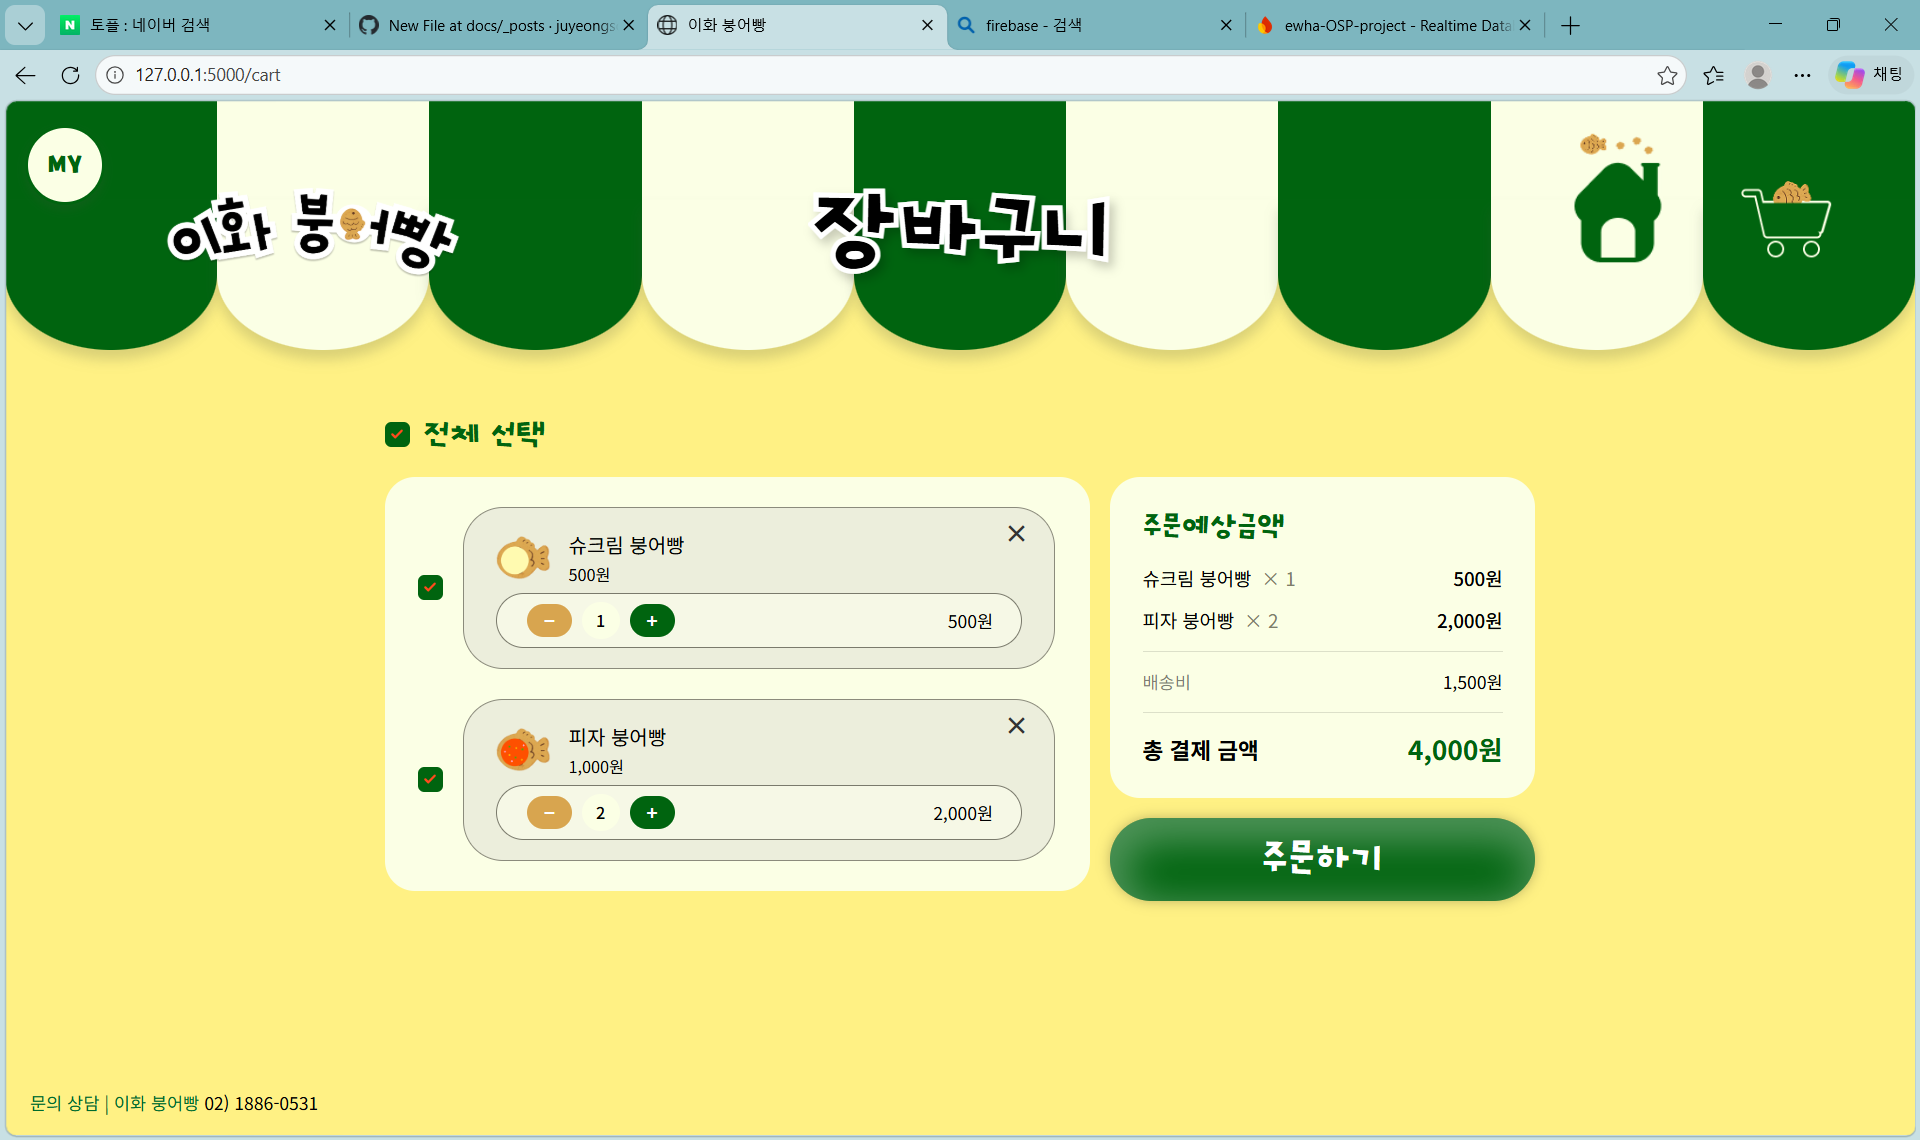 토플 : 네이버 검색
New File at docs/_posts · juyeongs
이화 붕어빵
firebase - 검색
ewha-OSP-project - Realtime Data
127.0.0.1:5000/cart
채팅
MY
이화 붕어빵
장바구니
전체 선택
슈크림 붕어빵
500원
− 1 + 500원
피자 붕어빵
1,000원
− 2 + 2,000원
주문예상금액
슈크림 붕어빵 × 1 500원
피자 붕어빵 × 2 2,000원
배송비 1,500원
총 결제 금액 4,000원
주문하기
문의 상담 | 이화 붕어빵 02) 1886-0531